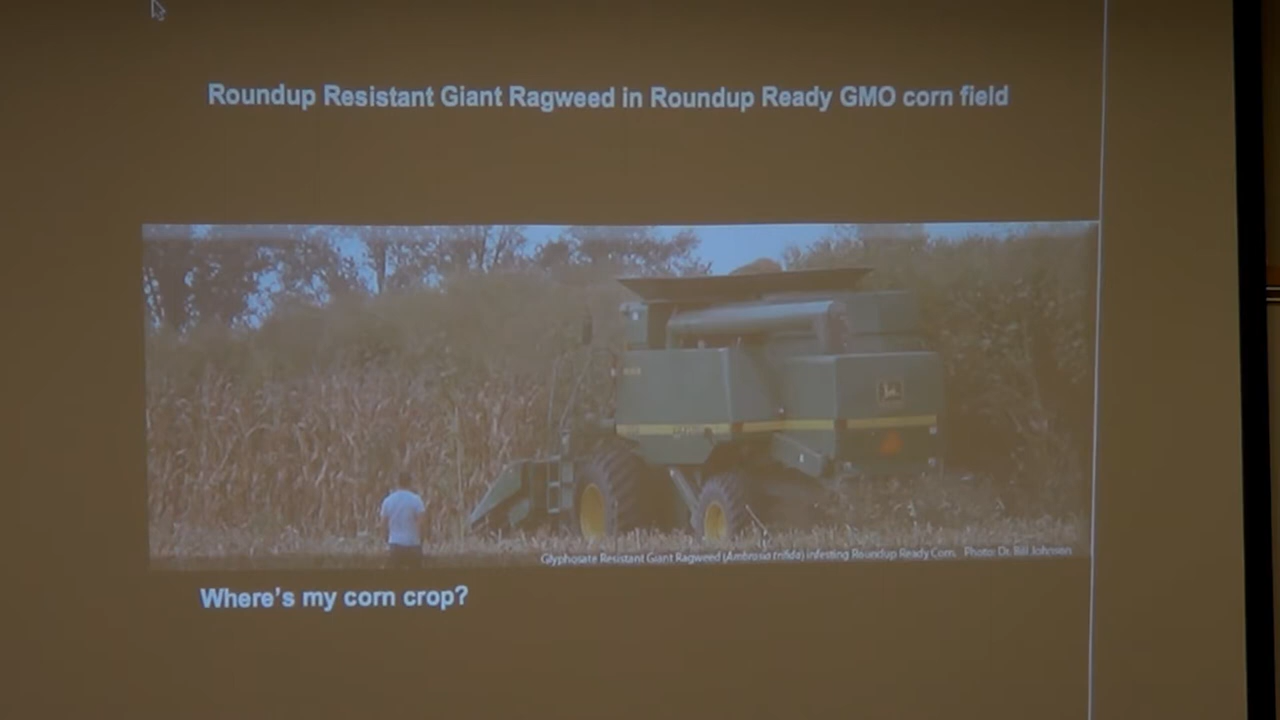 Roundup Resistant Giant Ragweed in Roundup Ready GMO corn field
Glyphosate Resistant Giant Ragweed (Ambrosia trifida) infesting Roundup Ready Corn. Photo: Dr. Bill Johnson
Where's my corn crop?